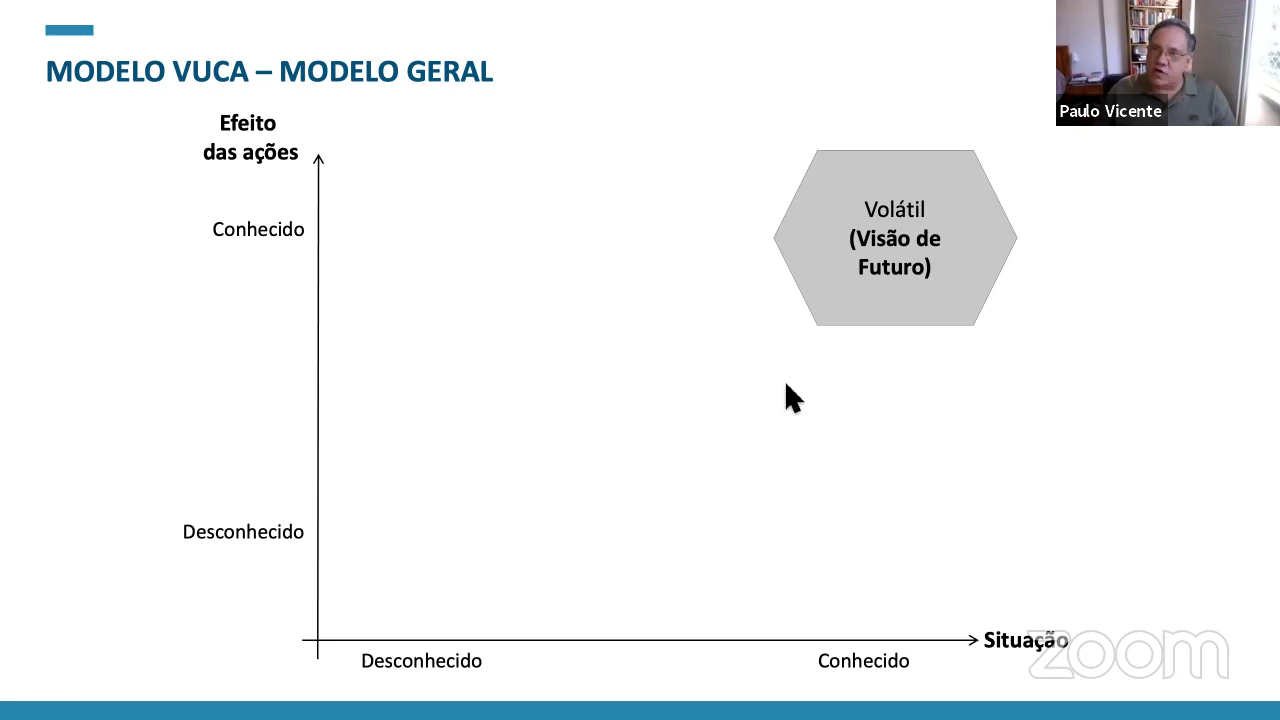 MODELO VUCA – MODELO GERAL
Paulo Vicente
Efeito
das ações
Conhecido
Volátil
(Visão de
Futuro)
Desconhecido
Situação
zoom
Desconhecido
Conhecido